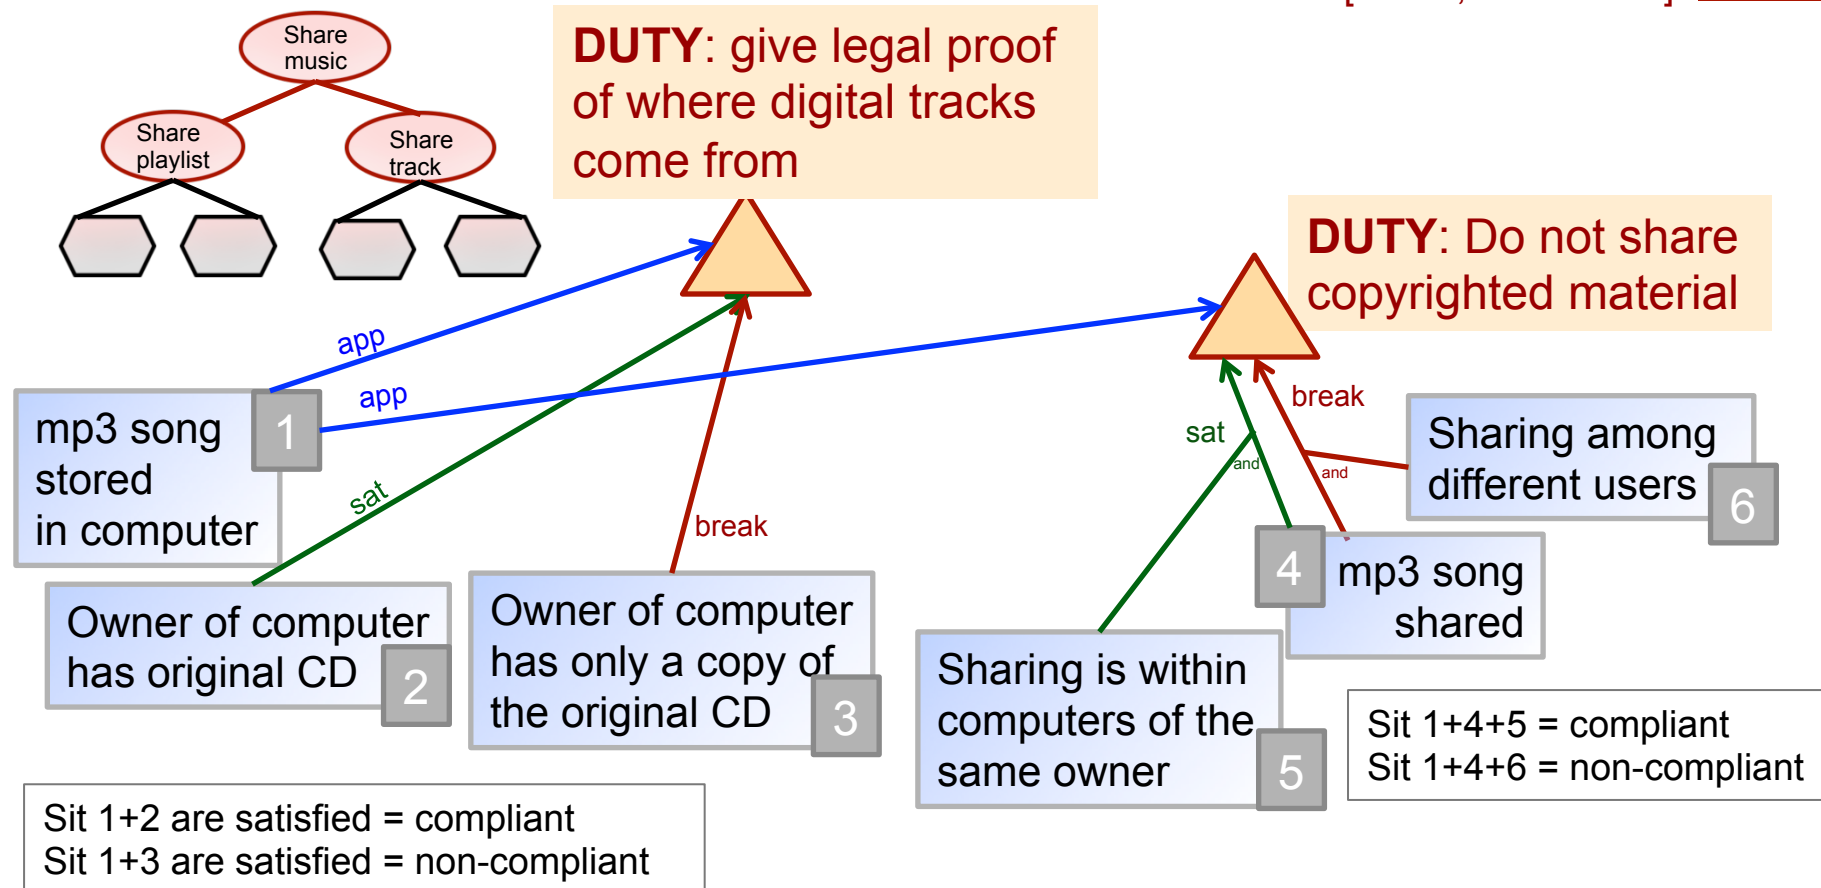 Share
music
Share
playlist
Share
track
DUTY: give legal proof
of where digital tracks
come from
DUTY: Do not share
copyrighted material
app
app
sat
break
sat
and
break
and
mp3 song
stored
in computer
1
Owner of computer
has original CD
2
Owner of computer
has only a copy of
the original CD
3
Sharing among
different users
6
4
mp3 song
shared
Sharing is within
computers of the
same owner
5
Sit 1+4+5 = compliant
Sit 1+4+6 = non-compliant
Sit 1+2 are satisfied = compliant
Sit 1+3 are satisfied = non-compliant